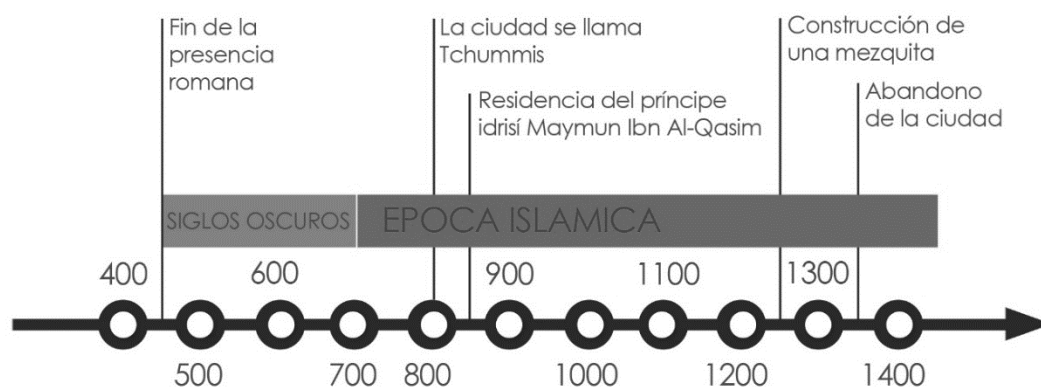 Fin de la
presencia
romana
La ciudad se llama
Tchummis
Residencia del príncipe
idrisí Maymun Ibn Al-Qasim
Construcción de
una mezquita
Abandono
de la ciudad
SIGLOS OSCUROS
EPOCA ISLAMICA
400
600
900
1100
1300
500
700
800
1000
1200
1400